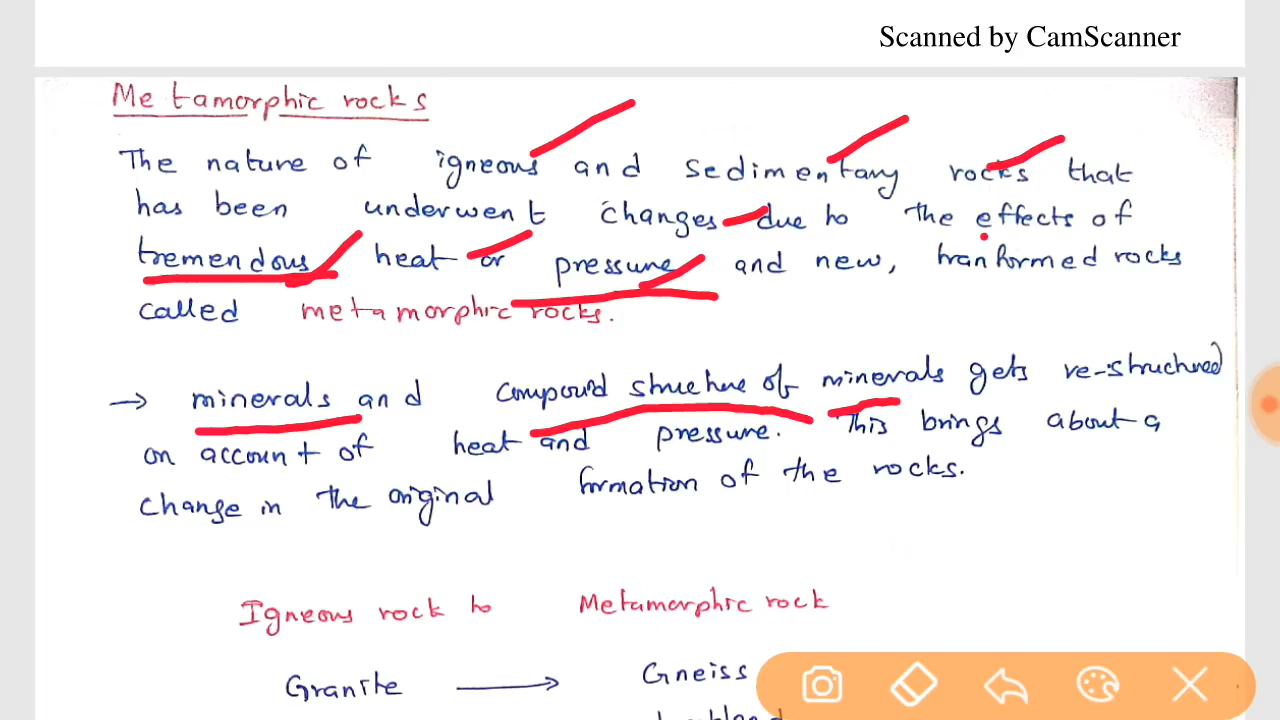 Scanned by CamScanner
Metamorphic rocks
The nature of igneous and sedimentary rocks that
has been underwent changes due to the effects of
tremendous heat or pressure and new, tranformed rocks
called metamorphic rocks.
→ minerals and compound structure of minerals gets re-structured
on account of heat and pressure. This brings about a
change in the original formation of the rocks.
Igneous rock to Metamorphic rock
Granite → Gneiss